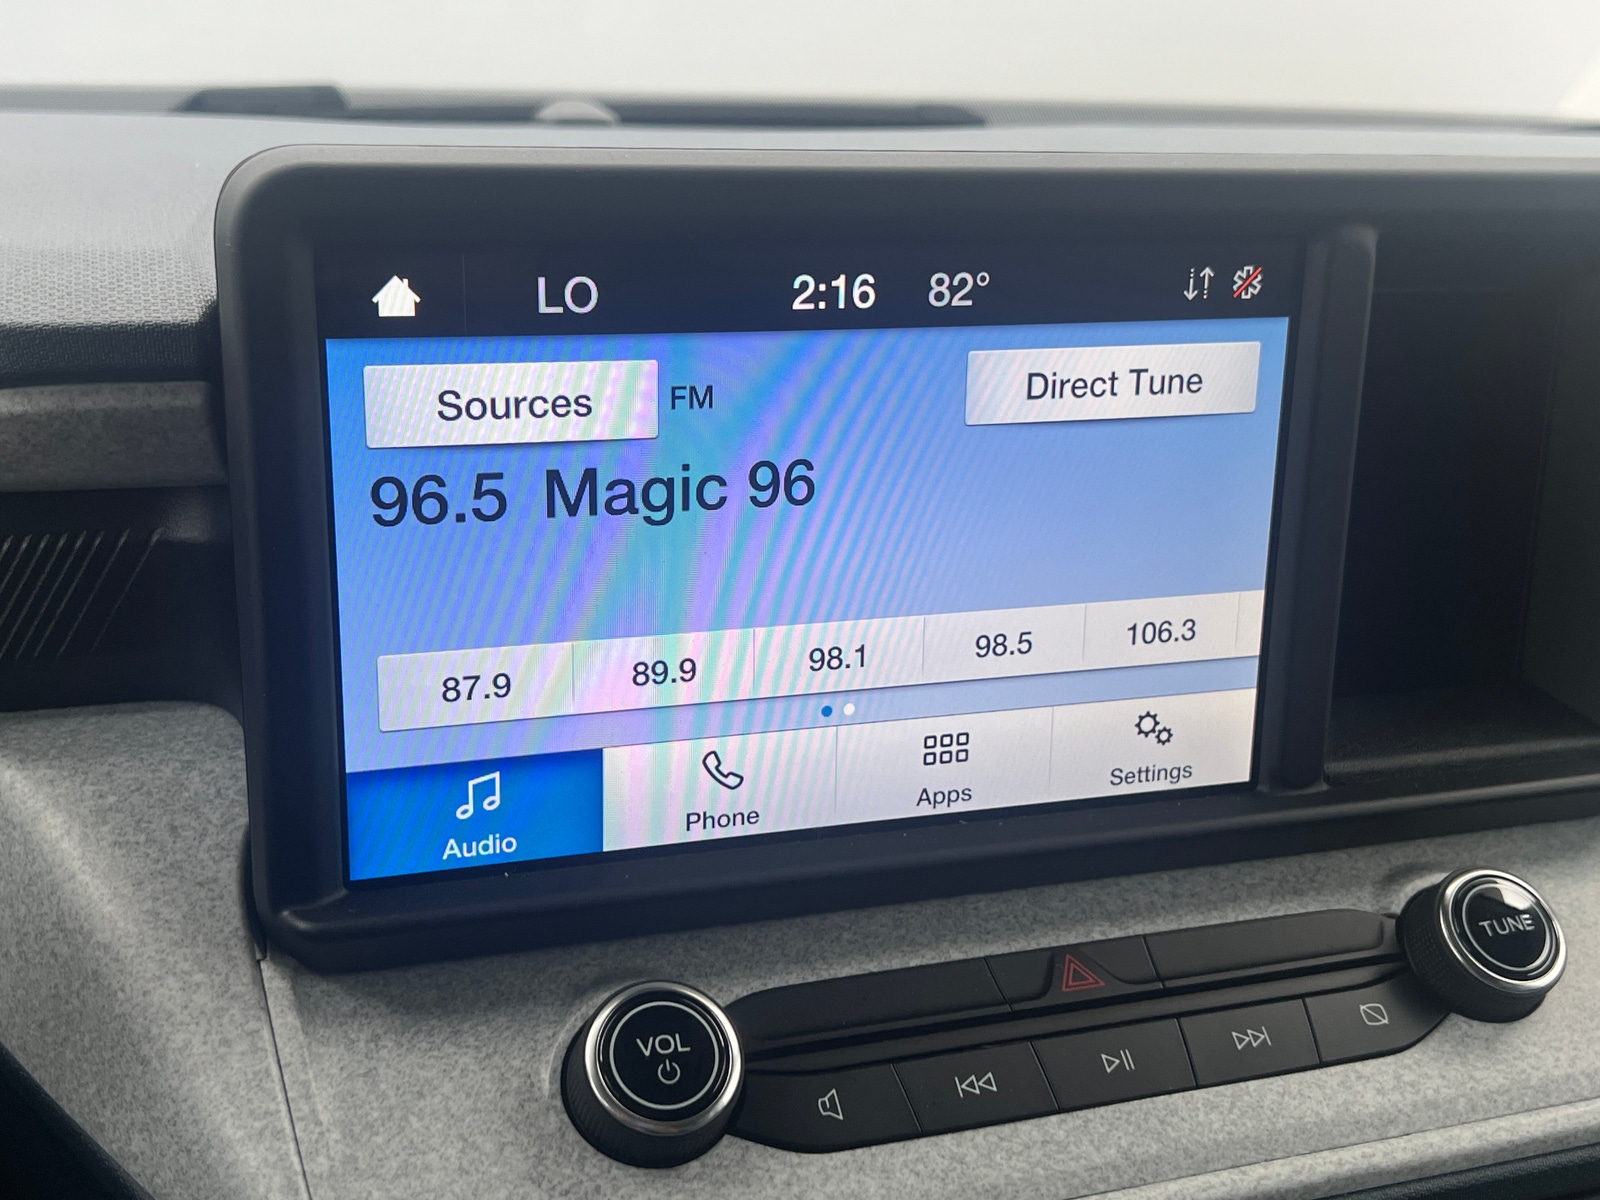 LO 2:16 82°
Sources FM Direct Tune
96.5 Magic 96
87.9 89.9 98.1 98.5 106.3
Audio Phone Apps Settings
TUNE
VOL